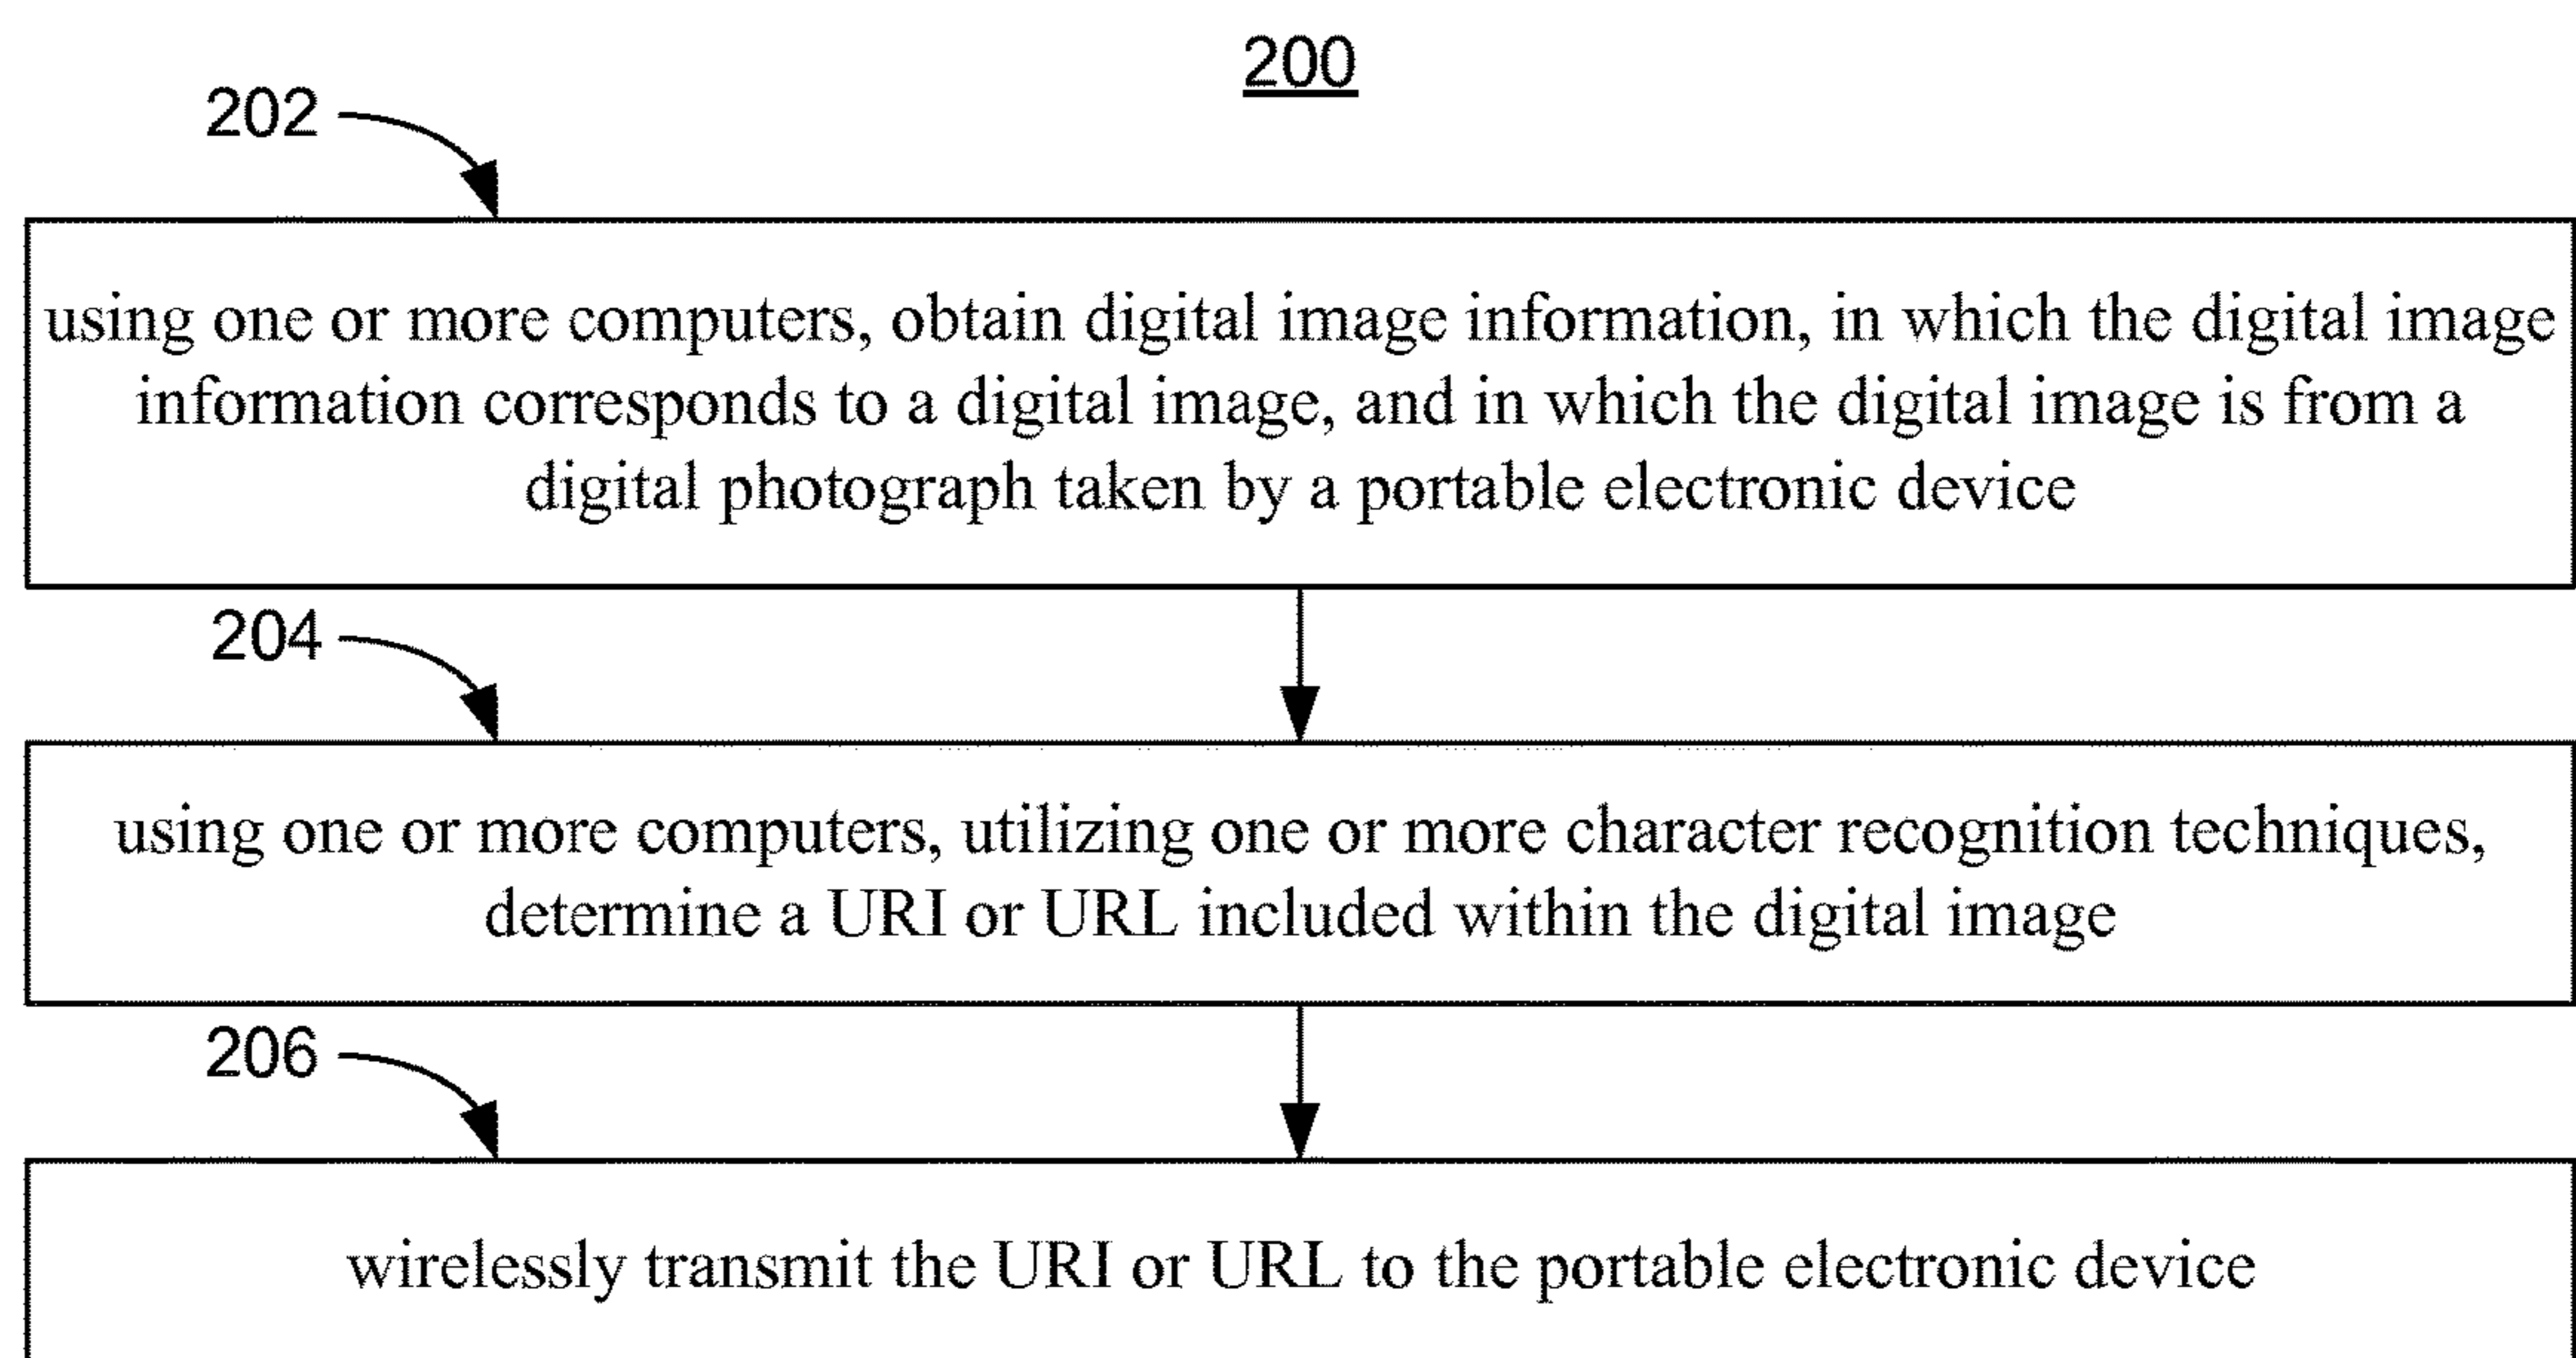 200
202
using one or more computers, obtain digital image information, in which the digital image
information corresponds to a digital image, and in which the digital image is from a
digital photograph taken by a portable electronic device
204
using one or more computers, utilizing one or more character recognition techniques,
determine a URI or URL included within the digital image
206
wirelessly transmit the URI or URL to the portable electronic device